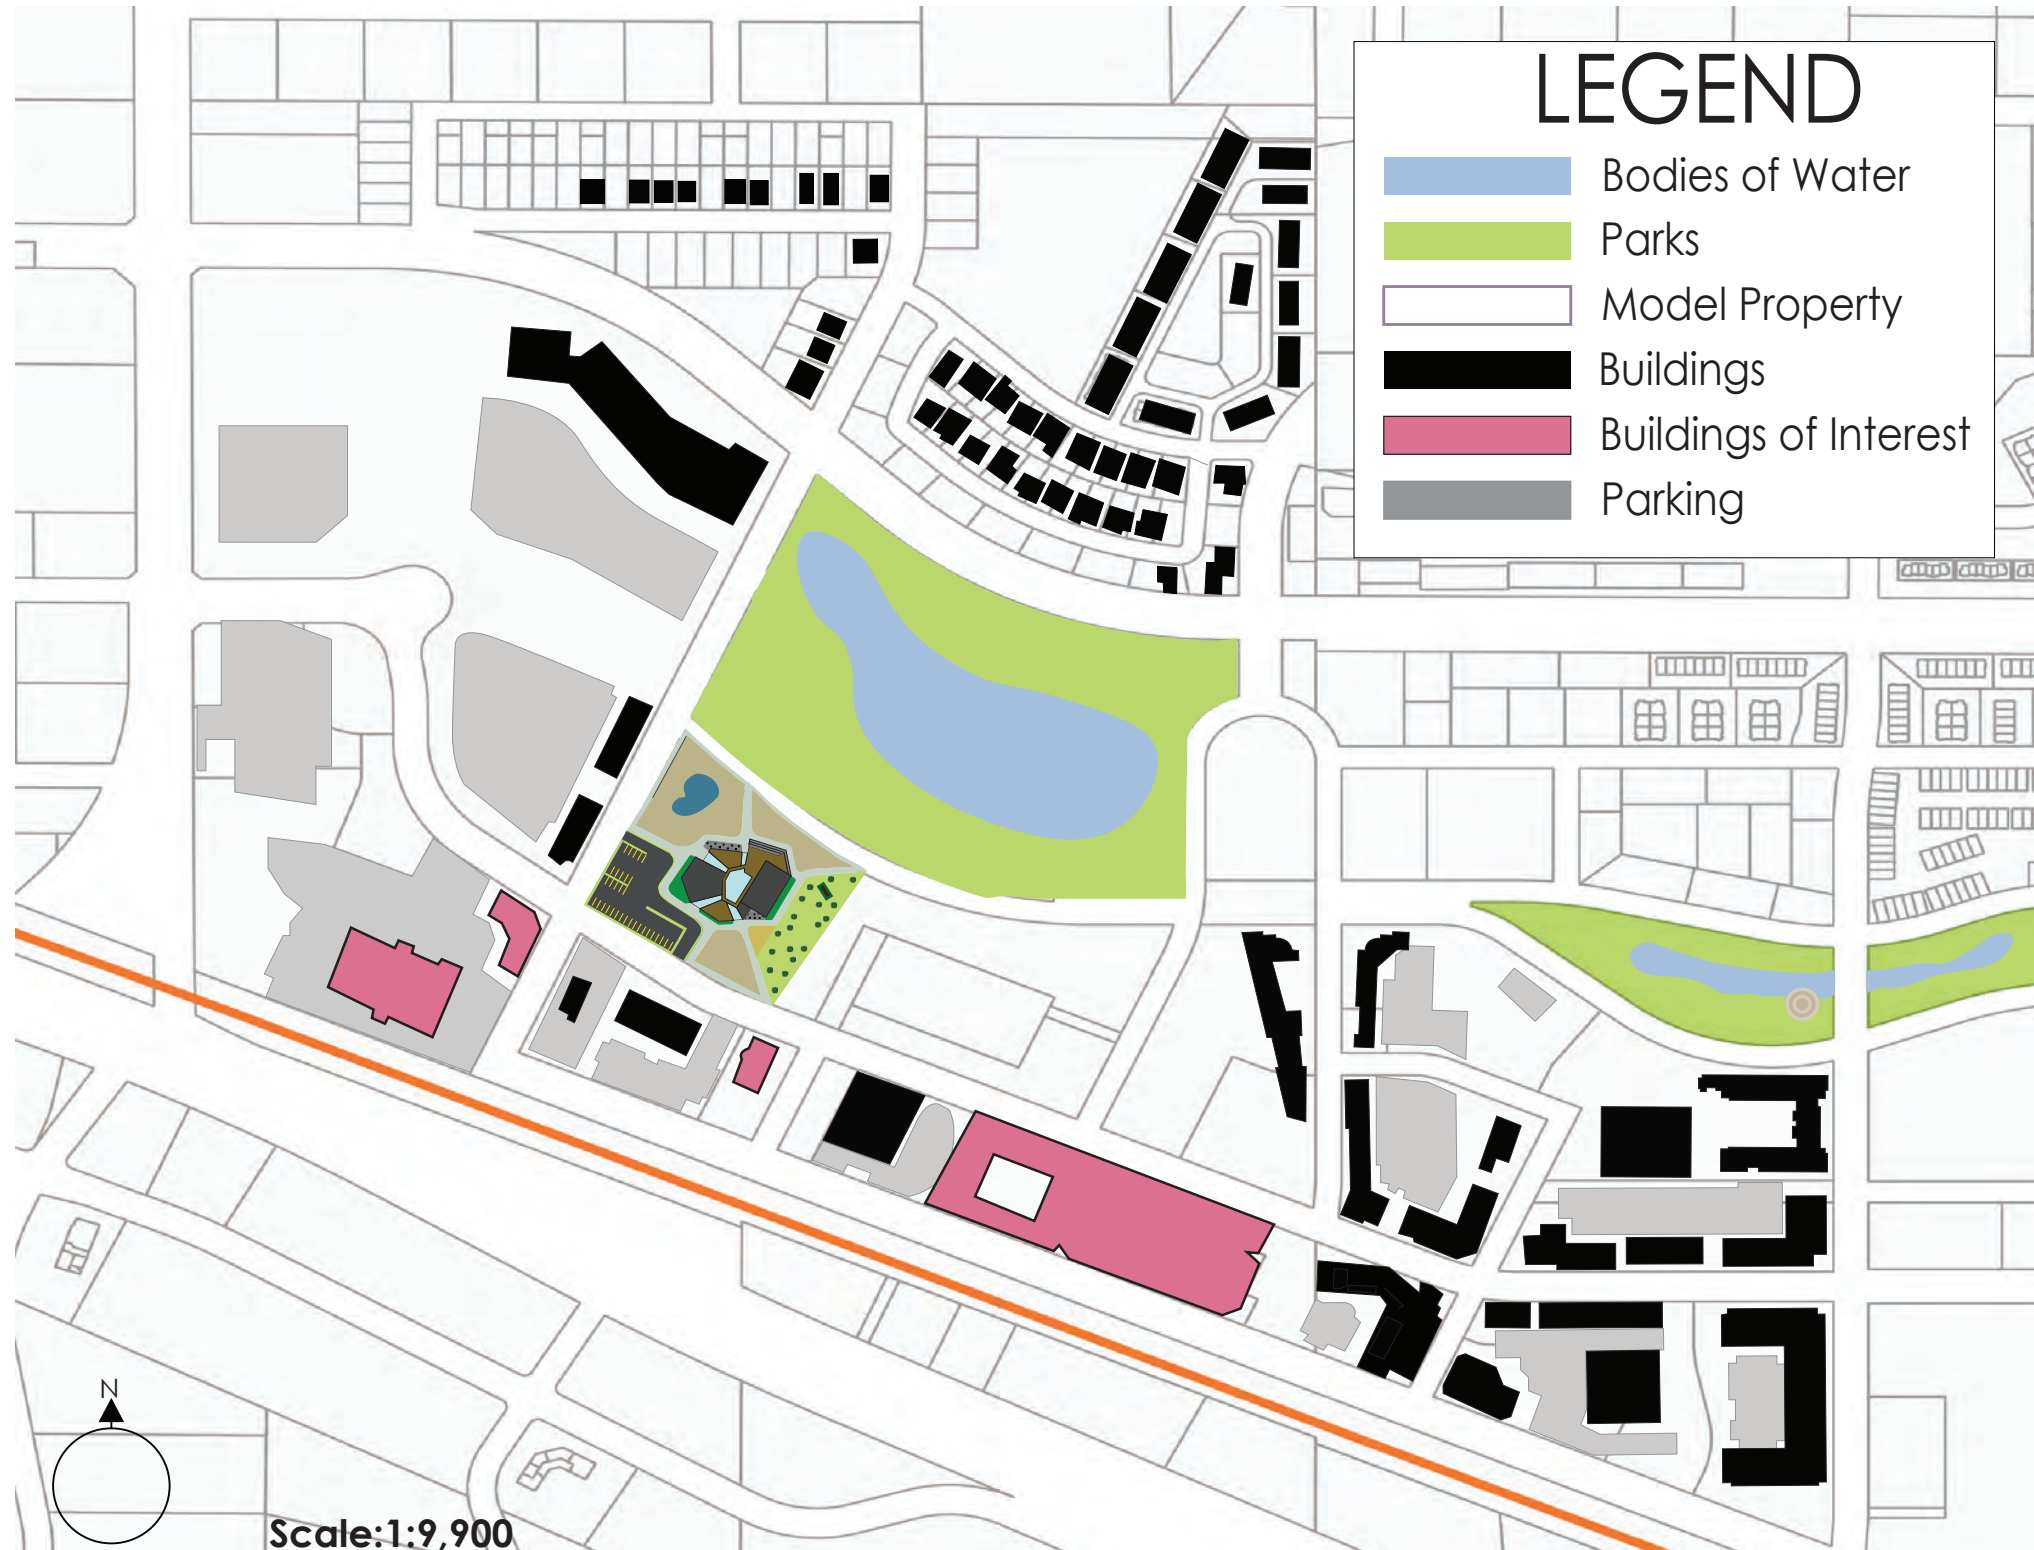 LEGEND
Bodies of Water
Parks
Model Property
Buildings
Buildings of Interest
Parking
N
Scale:1:9,900